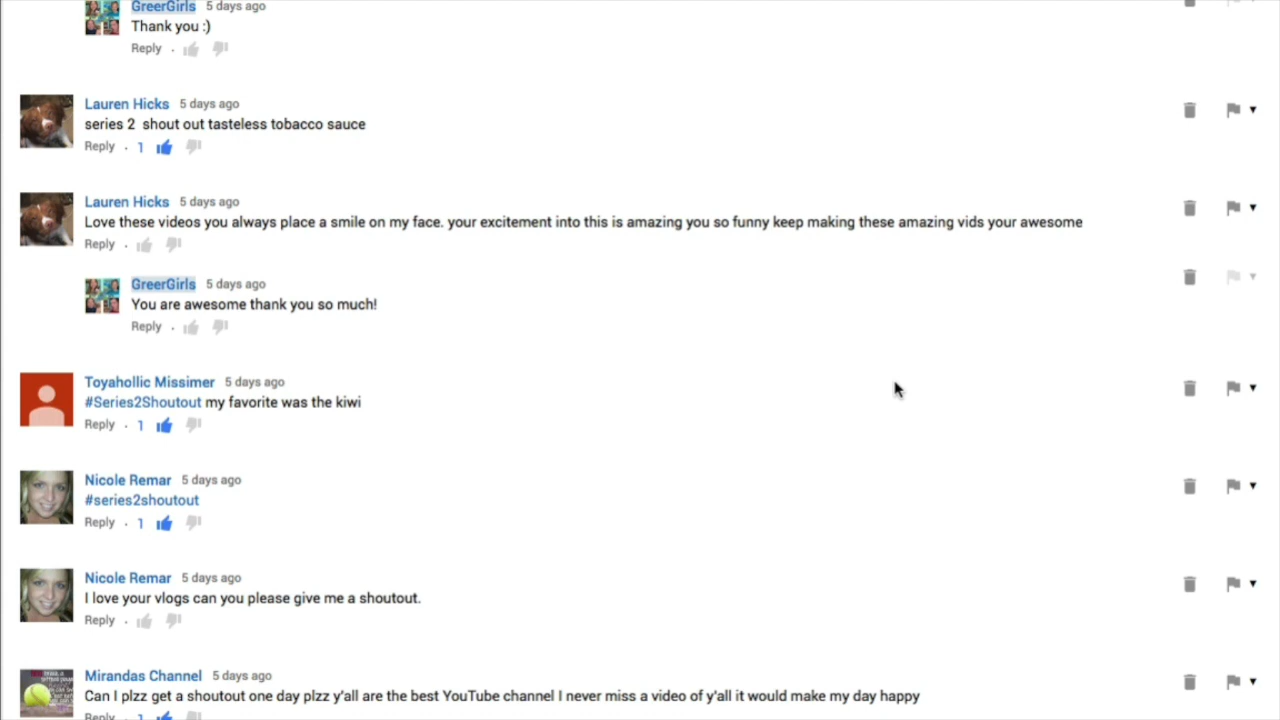 GreerGirls 5 days ago
Thank you :)
Reply .
Lauren Hicks 5 days ago
series 2 shout out tasteless tobacco sauce
Reply . 1
Lauren Hicks 5 days ago
Love these videos you always place a smile on my face. your excitement into this is amazing you so funny keep making these amazing vids your awesome
Reply .
GreerGirls 5 days ago
You are awesome thank you so much!
Reply .
Toyahollic Missimer 5 days ago
#Series2Shoutout my favorite was the kiwi
Reply . 1
Nicole Remar 5 days ago
#series2shoutout
Reply . 1
Nicole Remar 5 days ago
I love your vlogs can you please give me a shoutout.
Reply .
Mirandas Channel 5 days ago
Can I plzz get a shoutout one day plzz y'all are the best YouTube channel I never miss a video of y'all it would make my day happy
Reply . 1